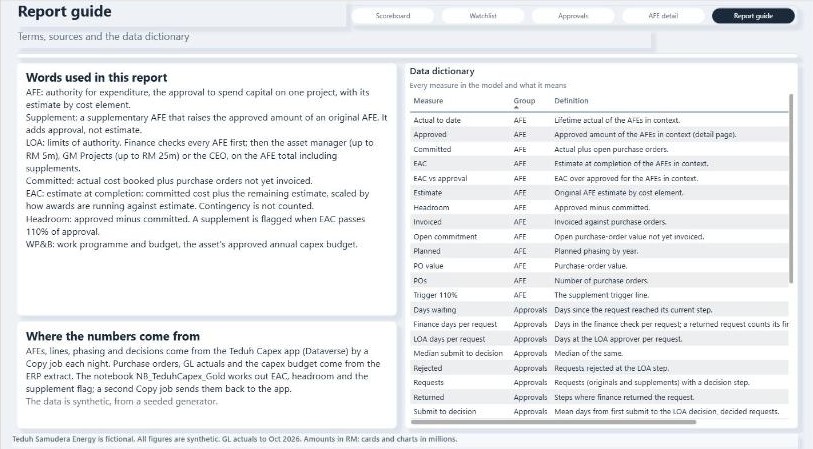 Report guide
Scoreboard
Watchlist
Approvals
AFE detail
Report guide
Terms, sources and the data dictionary
Words used in this report
AFE: authority for expenditure, the approval to spend capital on one project, with its
estimate by cost element.
Supplement: a supplementary AFE that raises the approved amount of an original AFE. It
adds approval, not estimate.
LOA: limits of authority. Finance checks every AFE first; then the asset manager (up to
RM 5m), GM Projects (up to RM 25m) or the CEO, on the AFE total including
supplements.
Committed: actual cost booked plus purchase orders not yet invoiced.
EAC: estimate at completion: committed cost plus the remaining estimate, scaled by
how awards are running against estimate. Contingency is not counted.
Headroom: approved minus committed. A supplement is flagged when EAC passes
110% of approval.
WP&B: work programme and budget, the asset's approved annual capex budget.
Where the numbers come from
AFEs, lines, phasing and decisions come from the Teduh Capex app (Dataverse) by a
Copy job each night. Purchase orders, GL actuals and the capex budget come from the
ERP extract. The notebook NB_TeduhCapex_Gold works out EAC, headroom and the
supplement flag; a second Copy job sends them back to the app.
The data is synthetic, from a seeded generator.
Data dictionary
Every measure in the model and what it means
Measure Group Definition
Actual to date AFE Lifetime actual of the AFEs in context.
Approved AFE Approved amount of the AFEs in context (detail page).
Committed AFE Actual plus open purchase orders.
EAC AFE Estimate at completion of the AFEs in context.
EAC vs approval AFE EAC over approved for the AFEs in context.
Estimate AFE Original AFE estimate by cost element.
Headroom AFE Approved minus committed.
Invoiced AFE Invoiced against purchase orders.
Open commitment AFE Open purchase-order value not yet invoiced.
Planned AFE Planned phasing by year.
PO value AFE Purchase-order value.
POs AFE Number of purchase orders.
Trigger 110% AFE The supplement trigger line.
Days waiting Approvals Days since the request reached its current step.
Finance days per request Approvals Days in the finance check per request; a returned request counts its fir
LOA days per request Approvals Days at the LOA approver per request.
Median submit to decision Approvals Median of the same.
Rejected Approvals Requests rejected at the LOA step.
Requests Approvals Requests (originals and supplements) with a decision step.
Returned Approvals Steps where finance returned the request.
Submit to decision Approvals Mean days from first submit to the LOA decision, decided requests.
Teduh Samudera Energy is fictional. All figures are synthetic. GL actuals to Oct 2026. Amounts in RM: cards and charts in millions.